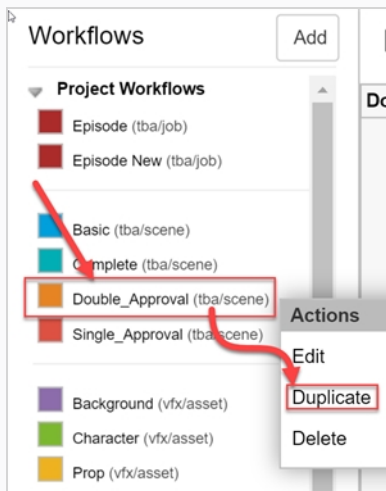 Workflows
Add
Project Workflows
Do
Episode (tba/job)
Episode New (tba/job)
Basic (tba/scene)
Complete (tba/scene)
Double_Approval (tba/scene)
Single_Approval (tba/scene)
Actions
Edit
Duplicate
Delete
Background (vfx/asset)
Character (vfx/asset)
Prop (vfx/asset)